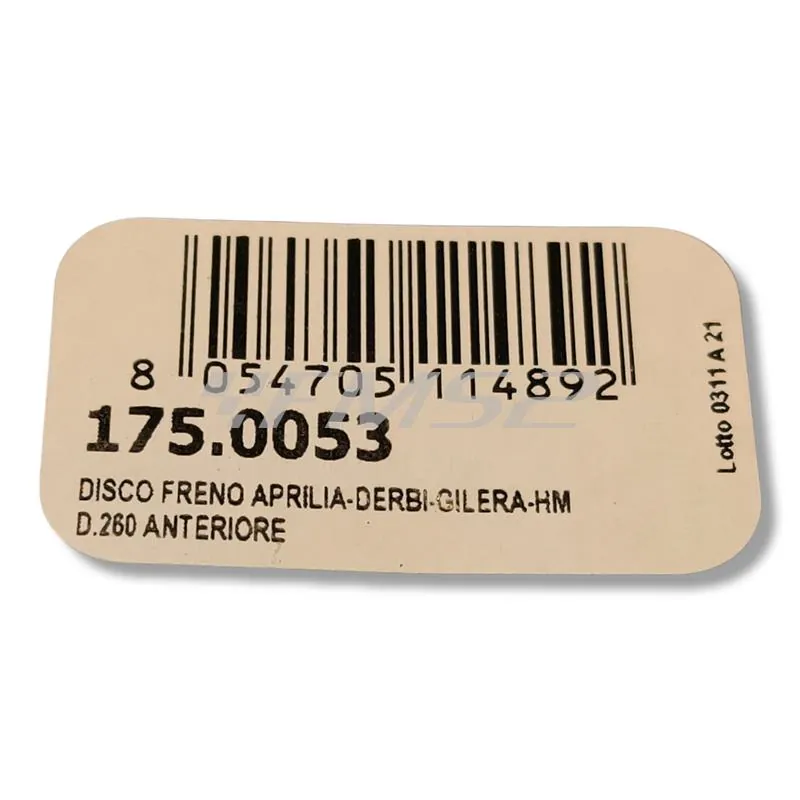 8 054705 114892
175.0053
DISCO FRENO APRILIA-DERBI-GILERA-HM
D.260 ANTERIORE
Lotto 0311 A 21